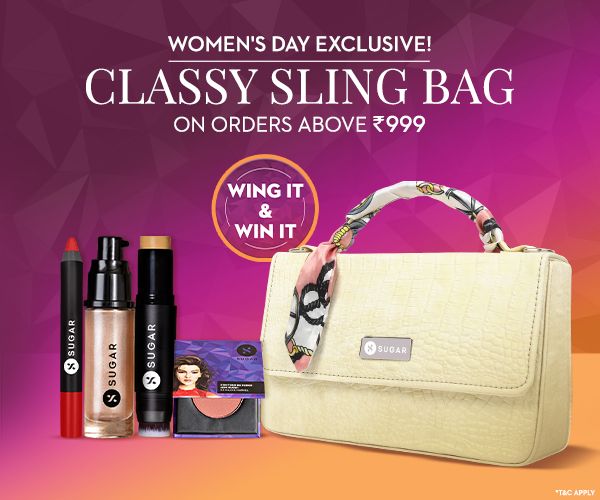 WOMEN'S DAY EXCLUSIVE!
CLASSY SLING BAG
ON ORDERS ABOVE ₹999
WING IT
&
WIN IT
SUGAR
SUGAR
SUGAR
SUGAR
SUGAR
*T&C APPLY